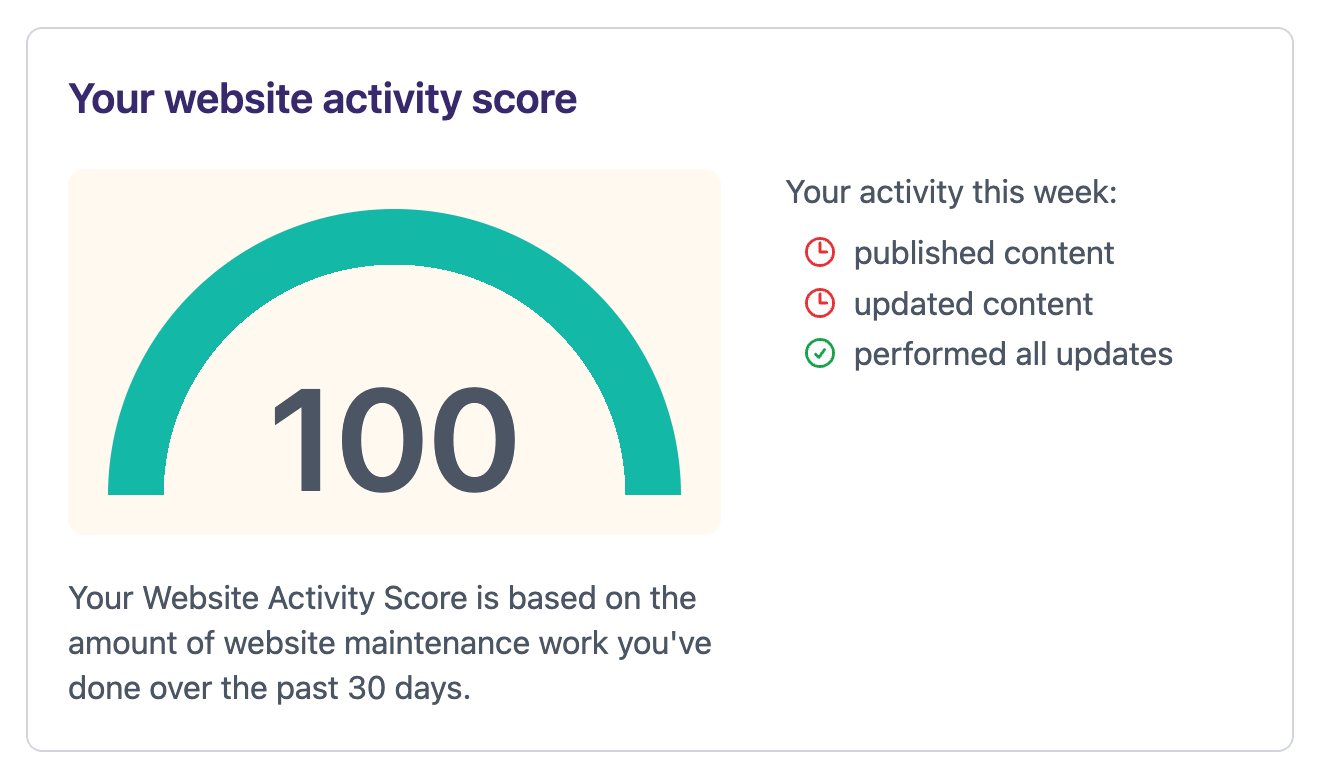 Your website activity score
100
Your Website Activity Score is based on the
amount of website maintenance work you've
done over the past 30 days.
Your activity this week:
published content
updated content
performed all updates